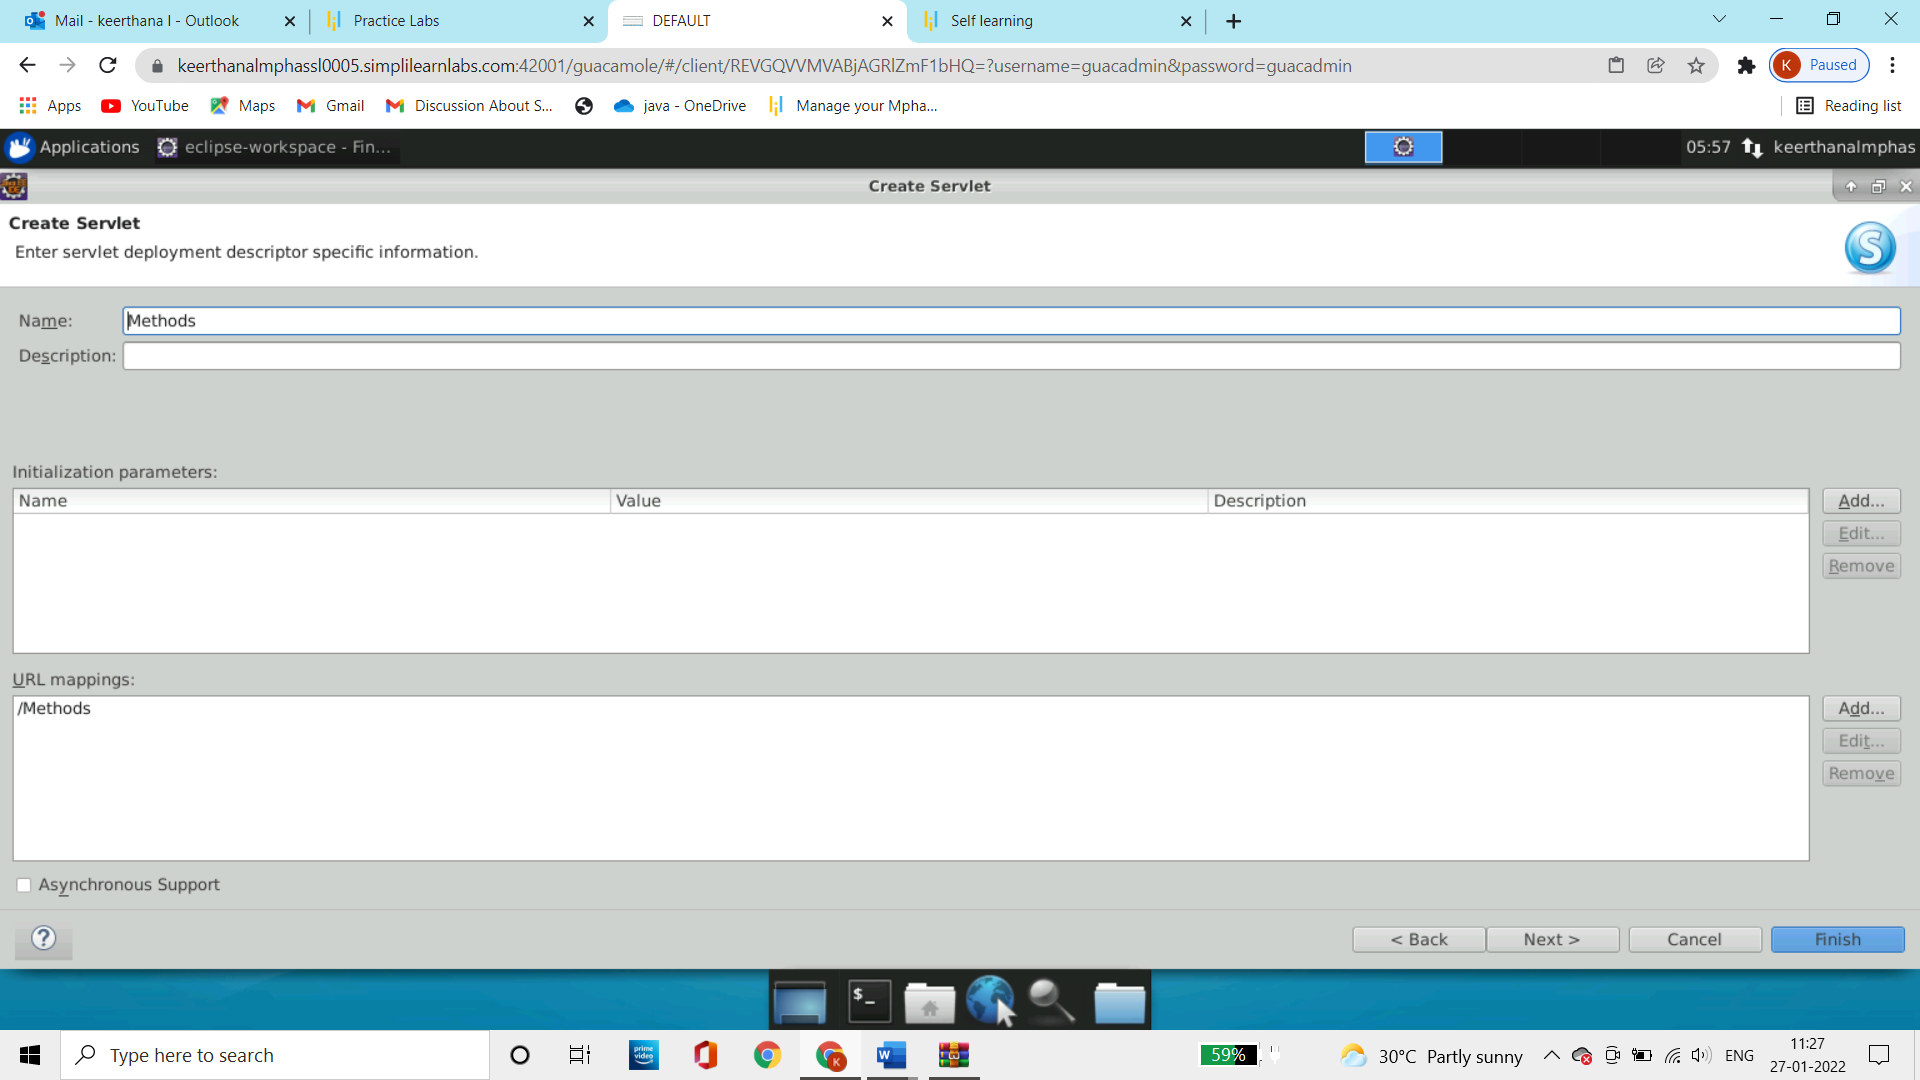 Mail - keerthana I - Outlook
Practice Labs
DEFAULT
Self learning
keerthanalmphassl0005.simplilearnlabs.com:42001/guacamole/#/client/REVGQVVMVABjAGRlZmF1bHQ=?username=guacadmin&password=guacadmin
K Paused
Apps
YouTube
Maps
Gmail
Discussion About S...
java - OneDrive
Manage your Mpha...
Reading list
Applications
eclipse-workspace - Fin...
05:57
keerthanalmphas
Create Servlet
Create Servlet
Enter servlet deployment descriptor specific information.
Name: Methods
Description:
Initialization parameters:
Name Value Description
Add...
Edit...
Remove
URL mappings:
/Methods
Add...
Edit...
Remove
Asynchronous Support
?
< Back
Next >
Cancel
Finish
$_
Type here to search
prime video
W
K
59%
30°C Partly sunny
ENG
11:27
27-01-2022